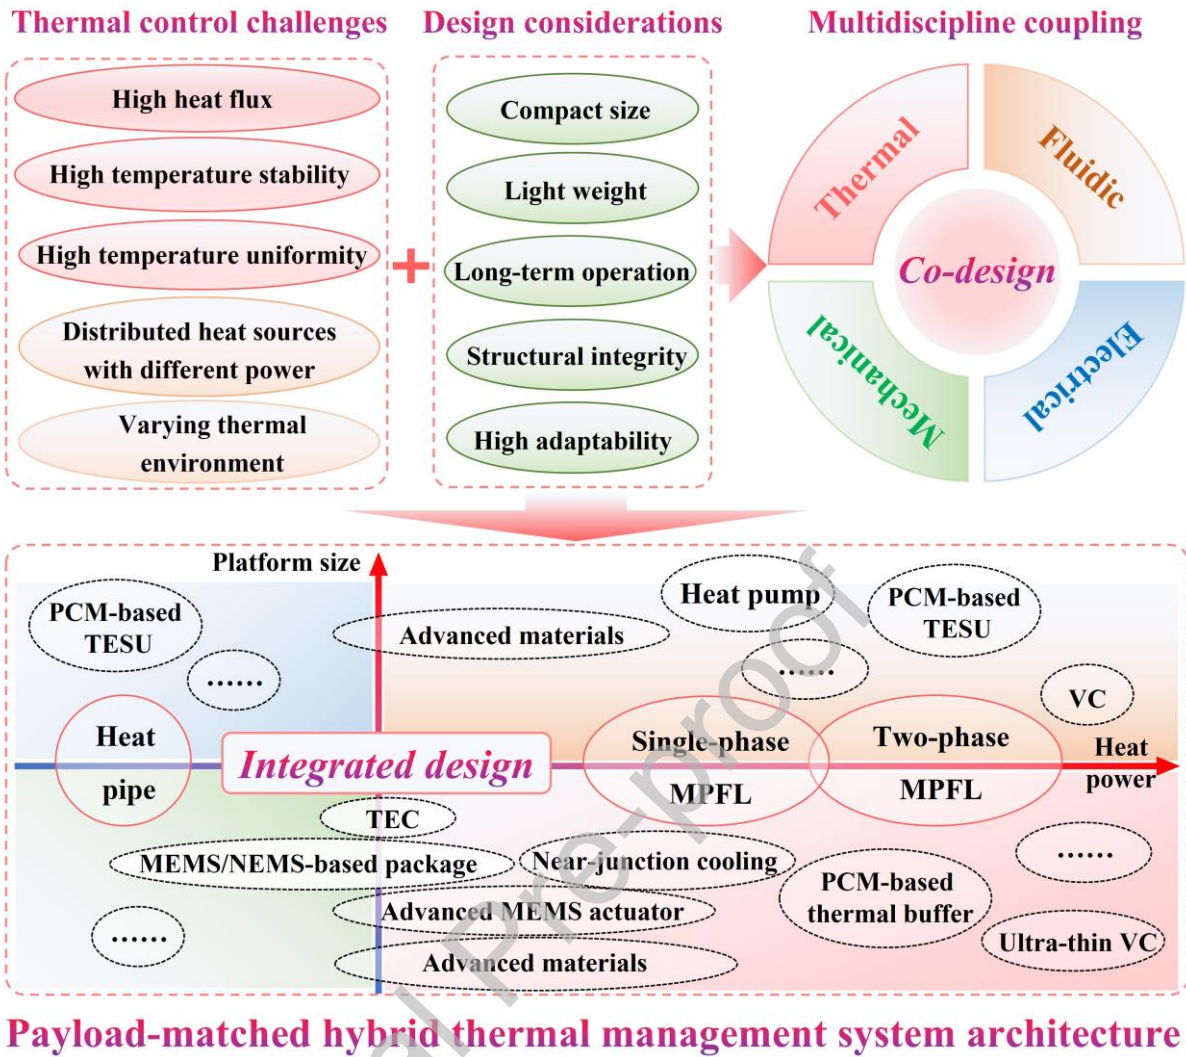 Thermal control challenges
High heat flux
High temperature stability
High temperature uniformity
Distributed heat sources
with different power
Varying thermal
environment
+
Design considerations
Compact size
Light weight
Long-term operation
Structural integrity
High adaptability
Multidiscipline coupling
Thermal
Fluidic
Co-design
Mechanical
Electrical
Platform size
PCM-based
TESU
......
Advanced materials
Heat pump
......
PCM-based
TESU
VC
Heat
pipe
Integrated design
Single-phase
MPFL
Two-phase
MPFL
Heat
power
TEC
MEMS/NEMS-based package
Near-junction cooling
......
Advanced MEMS actuator
PCM-based
thermal buffer
......
Advanced materials
Ultra-thin VC
Payload-matched hybrid thermal management system architecture
al Pre-proof